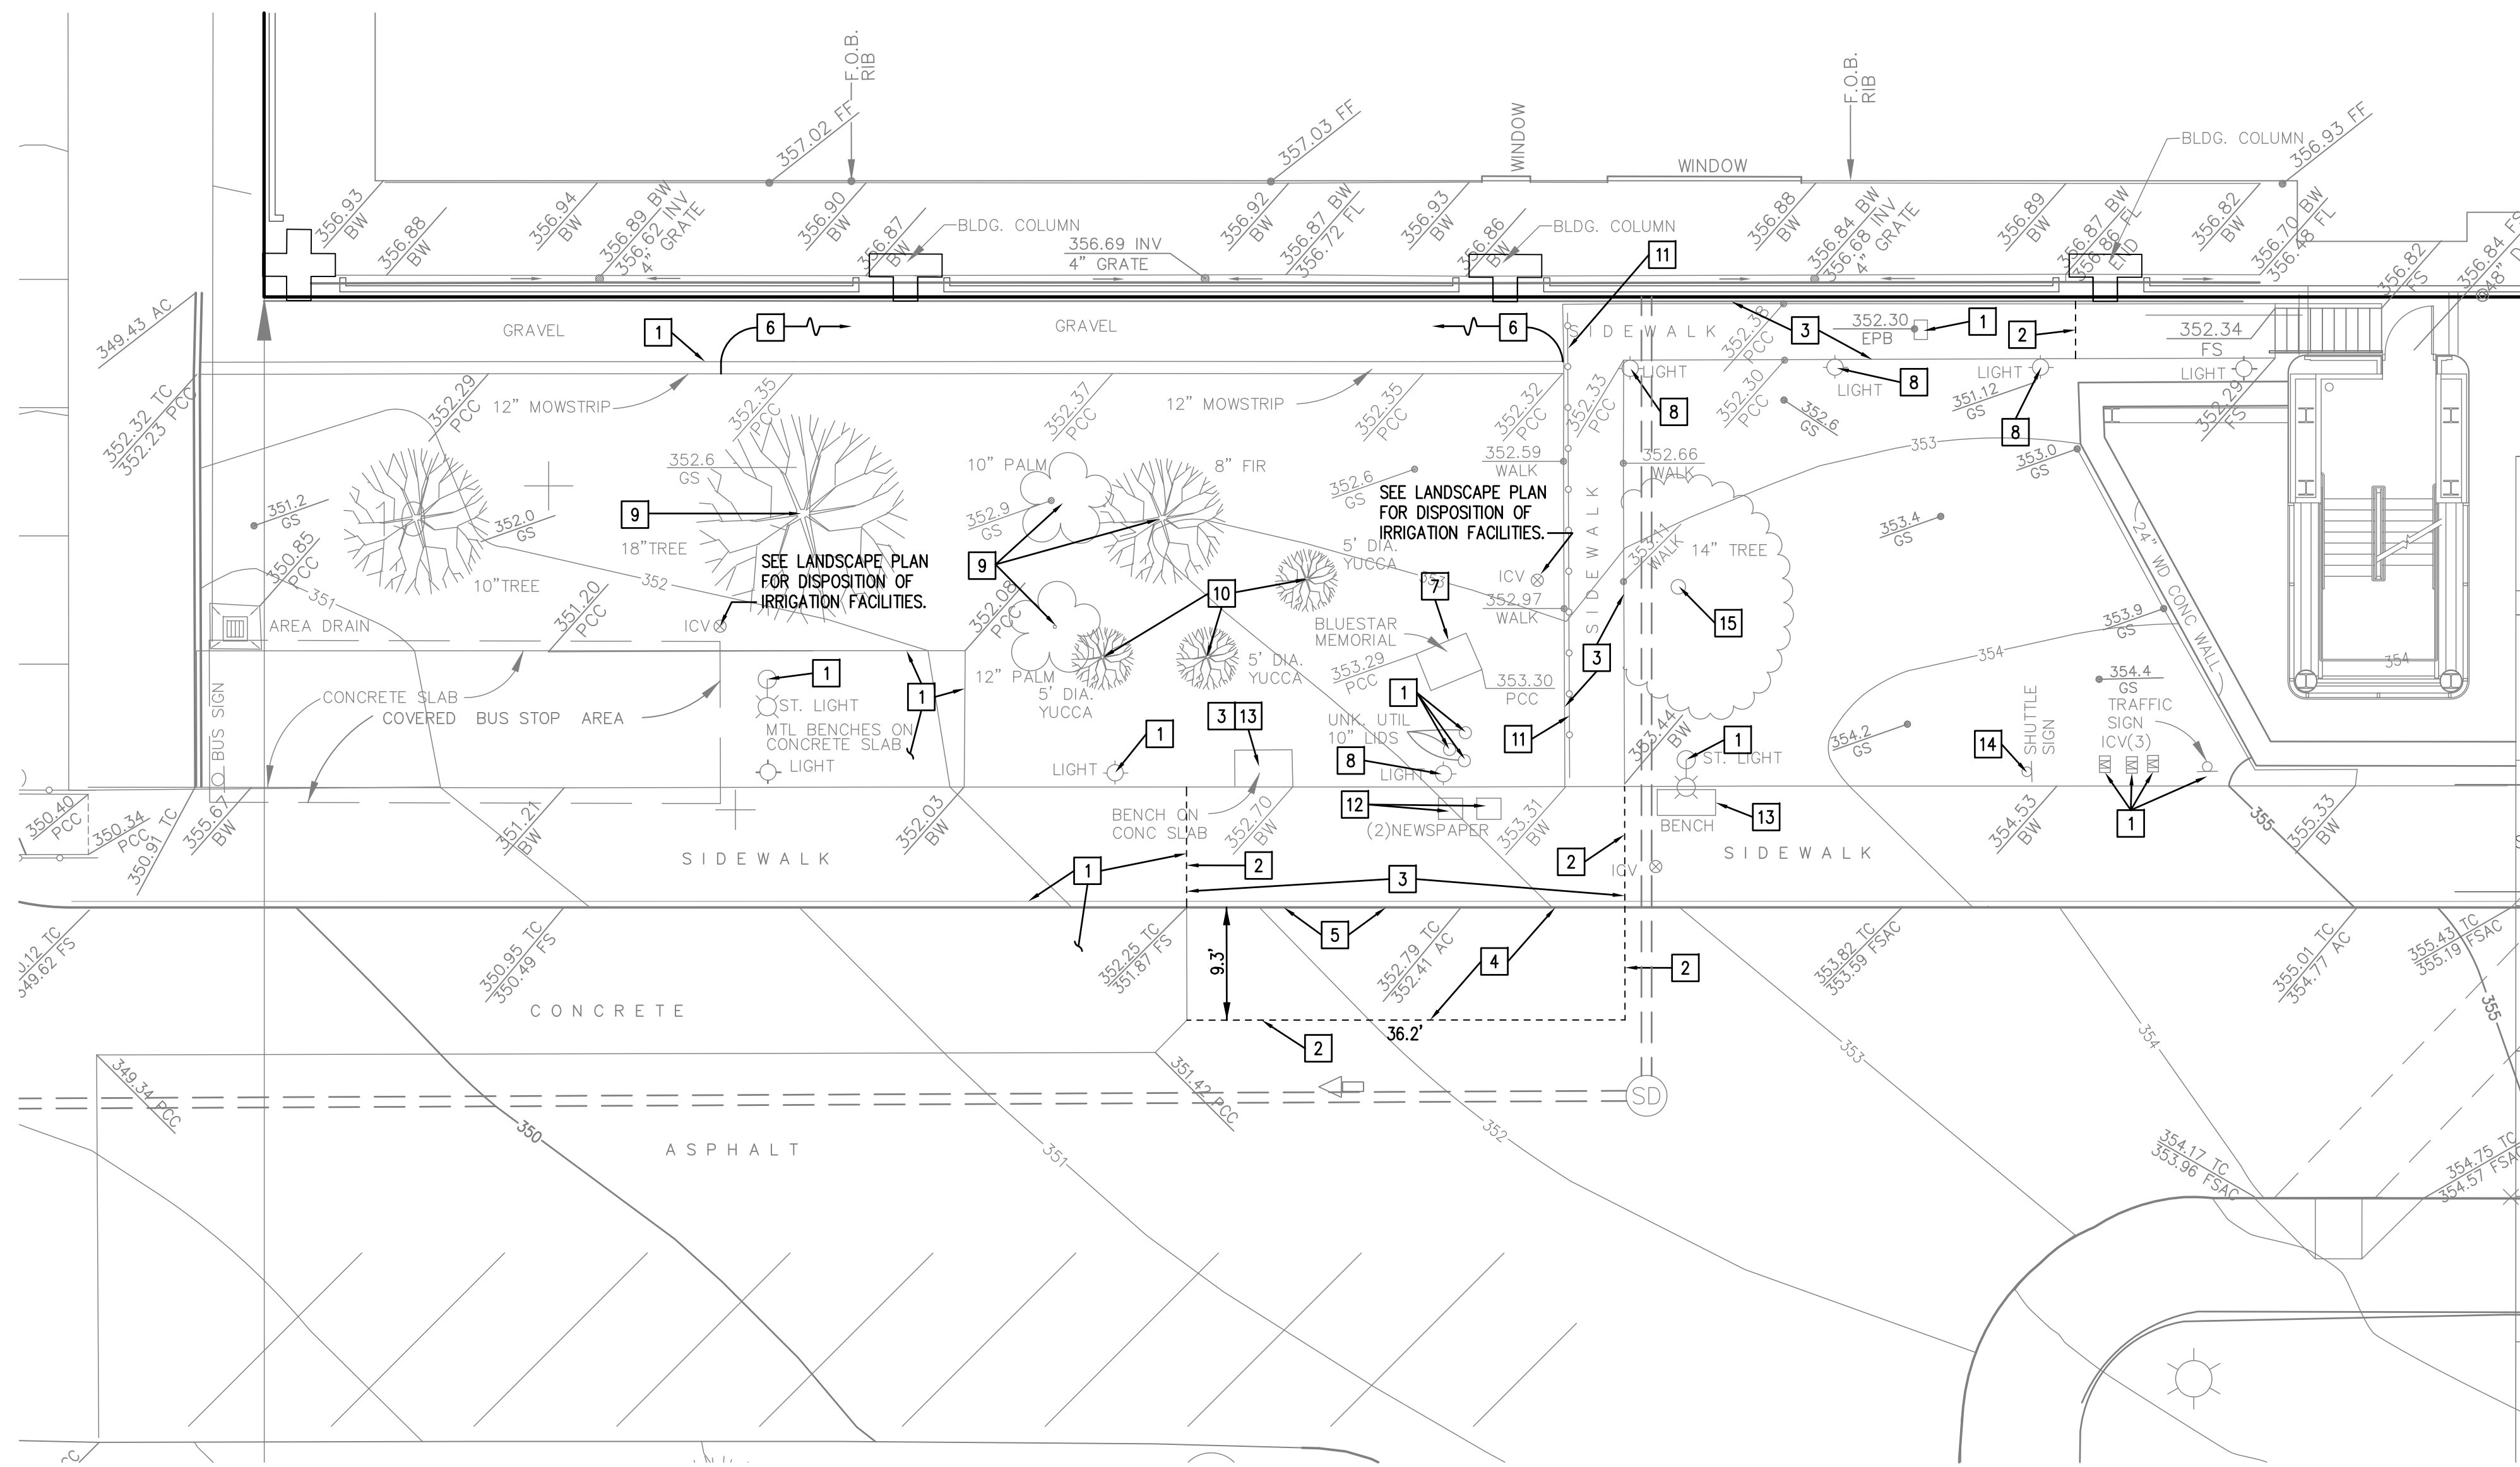 F.O.B.
RIB
F.O.B.
RIB
357.02 FF
357.03 FF
WINDOW
WINDOW
BLDG. COLUMN
356.93 FF
356.93
BW
356.88
BW
356.94
BW
356.89 BW
356.62 INV
4" GRATE
356.90
BW
356.87
BW
BLDG. COLUMN
356.69 INV
4" GRATE
356.92
BW
356.87 BW
356.72 FL
356.93
BW
356.86
BW
BLDG. COLUMN
11
356.88
BW
356.84 BW
356.68 INV
4" GRATE
356.89
BW
356.87 BW
356.86 FL
END
356.82
BW
356.70 BW
356.48 FL
356.82
FS
356.84 FS
349.43 AC
GRAVEL
1
6
GRAVEL
6
SIDEWALK
352.38
PCC
3
352.30
EPB
1
2
352.34
FS
352.32 TC
352.23 PCC
352.29
PCC
12" MOWSTRIP
352.35
PCC
352.37
PCC
12" MOWSTRIP
352.35
PCC
352.32
PCC
352.33
PCC
LIGHT
8
352.30
PCC
LIGHT
8
352.6
GS
LIGHT
351.12
GS
8
LIGHT
352.29
FS
352.6
GS
10" PALM
8" FIR
352.6
GS
352.59
WALK
352.66
WALK
353
353.0
GS
351.2
GS
352.0
GS
9
18"TREE
352.9
GS
SEE LANDSCAPE PLAN
FOR DISPOSITION OF
IRRIGATION FACILITIES.
SIDEWALK
353.11
WALK
14" TREE
353.4
GS
24" WD CONC WALL
350.85
PCC
10"TREE
352
SEE LANDSCAPE PLAN
FOR DISPOSITION OF
IRRIGATION FACILITIES.
9
5' DIA.
YUCCA
353
ICV
7
10
351
351.20
PCC
352.08
PCC
352.97
WALK
15
353.9
GS
AREA DRAIN
ICV
BLUESTAR
MEMORIAL
353.29
PCC
353.30
PCC
3
354
354
BUS SIGN
CONCRETE SLAB
COVERED BUS STOP AREA
1
ST. LIGHT
MTL BENCHES ON
CONCRETE SLAB
1
12" PALM
5' DIA.
YUCCA
5' DIA.
YUCCA
1
UNK. UTIL
10" LIDS
11
353.44
BW
354.4
GS
TRAFFIC
SIGN
ICV(3)
SHUTTLE
SIGN
14
354.2
GS
3
13
1
8
1
ST. LIGHT
LIGHT
LIGHT
LIGHT
350.40
PCC
350.34
PCC
350.91 TC
355.67
BW
351.21
BW
352.03
BW
BENCH ON
CONC SLAB
352.70
BW
12
(2)NEWSPAPER
353.31
BW
BENCH
13
354.53
BW
1
355
355.33
BW
SIDEWALK
1
2
3
2
ICV
SIDEWALK
349.62 FS
350.95 TC
350.49 FS
352.25 TC
351.87 FS
9.3'
5
352.79 TC
352.41 AC
4
2
353.82 TC
353.59 FSAC
355.01 TC
354.77 AC
355.43 TC
355.19 FSAC
355
CONCRETE
36.2'
2
353
354
349.34 PCC
351.42 PCC
SD
350
ASPHALT
351
352
354.17 TC
353.96 FSAC
354.75 TC
354.57 FSAC